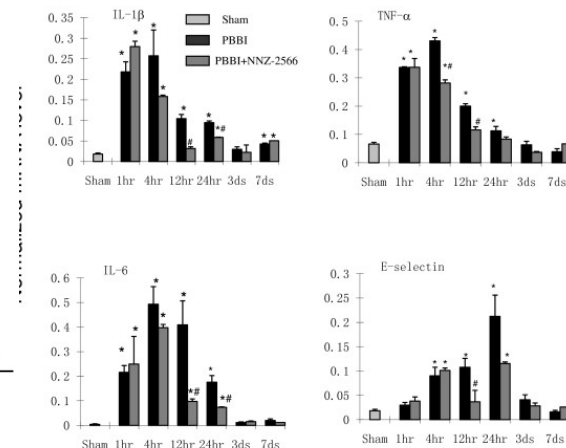 IL-1β
Sham
PBBI
PBBI+NNZ-2566
0.35
0.3
0.25
0.2
0.15
0.1
0.05
0
* * * * * # * *# * *
Sham 1hr 4hr 12hr 24hr 3ds 7ds
TNF-α
0.5
0.4
0.3
0.2
0.1
0
* * * *# * # *
Sham 1hr 4hr 12hr 24hr 3ds 7ds
IL-6
0.6
0.5
0.4
0.3
0.2
0.1
0
* * * * * *# * *#
Sham 1hr 4hr 12hr 24hr 3ds 7ds
E-selectin
0.3
0.25
0.2
0.15
0.1
0.05
0
* * * # * *
Sham 1hr 4hr 12hr 24hr 3ds 7ds